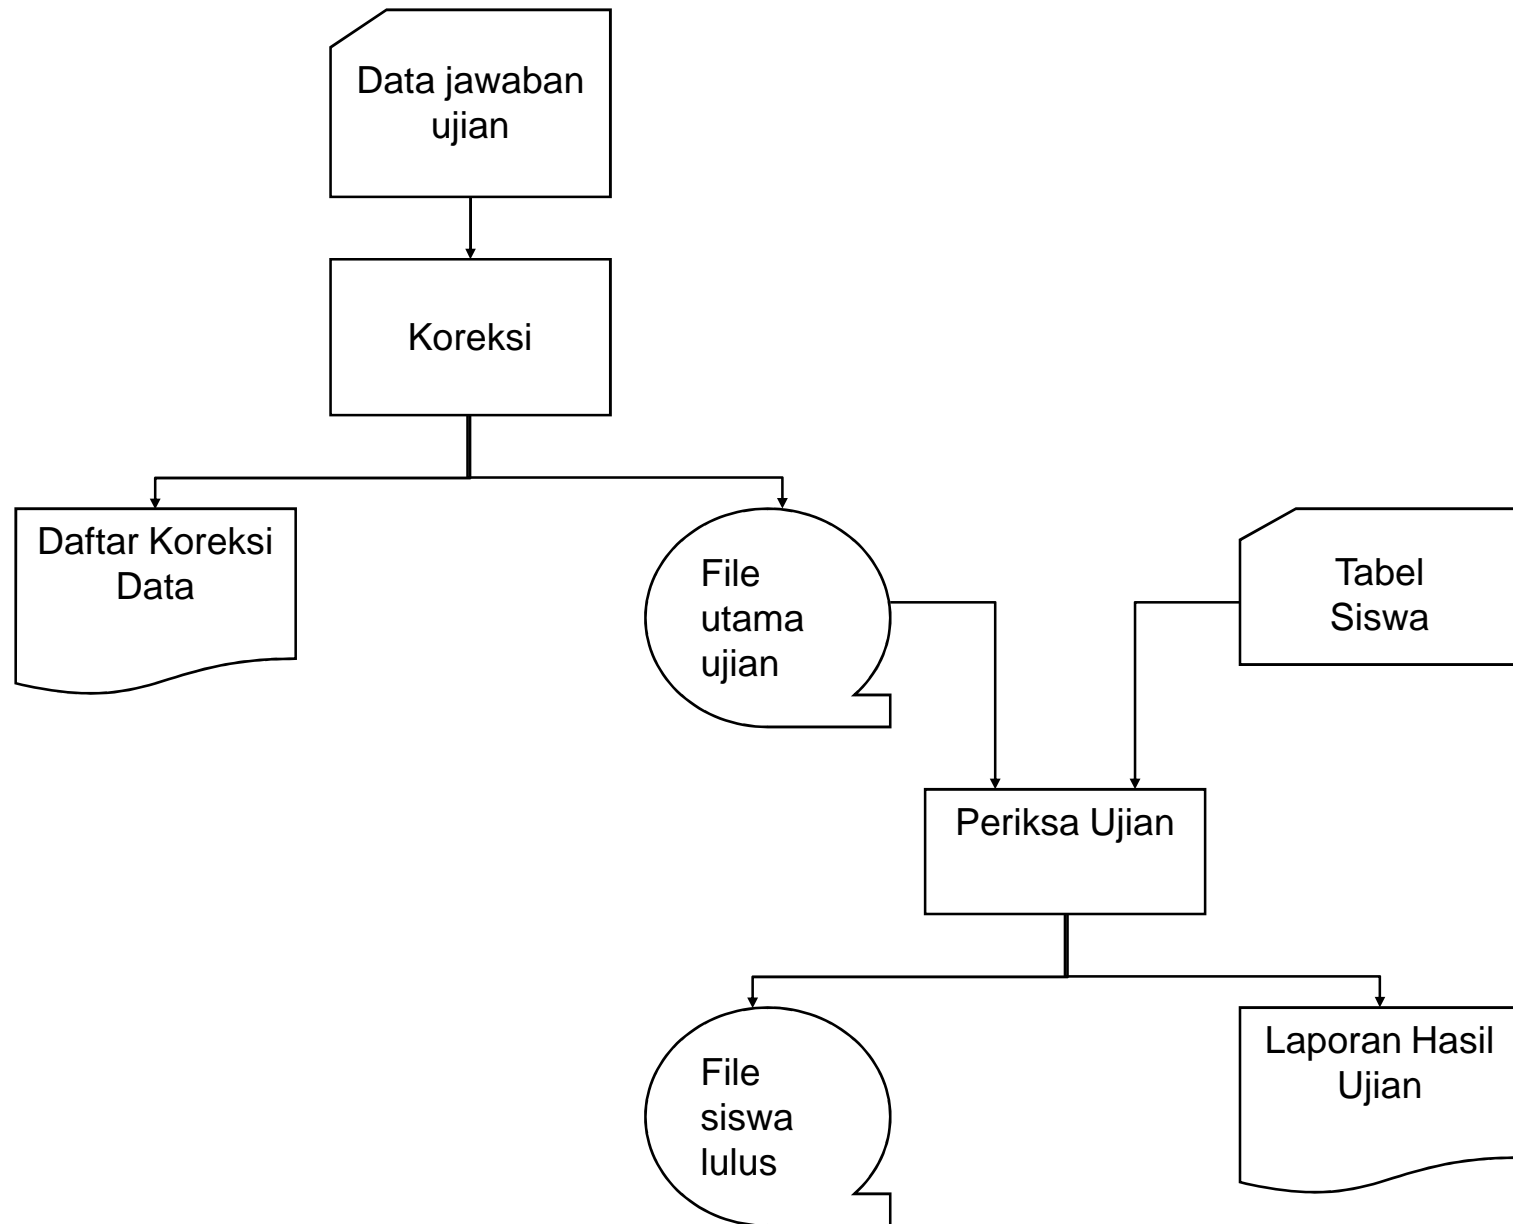 Data jawaban
ujian
Koreksi
Daftar Koreksi
Data
File
utama
ujian
Tabel
Siswa
Periksa Ujian
File
siswa
lulus
Laporan Hasil
Ujian